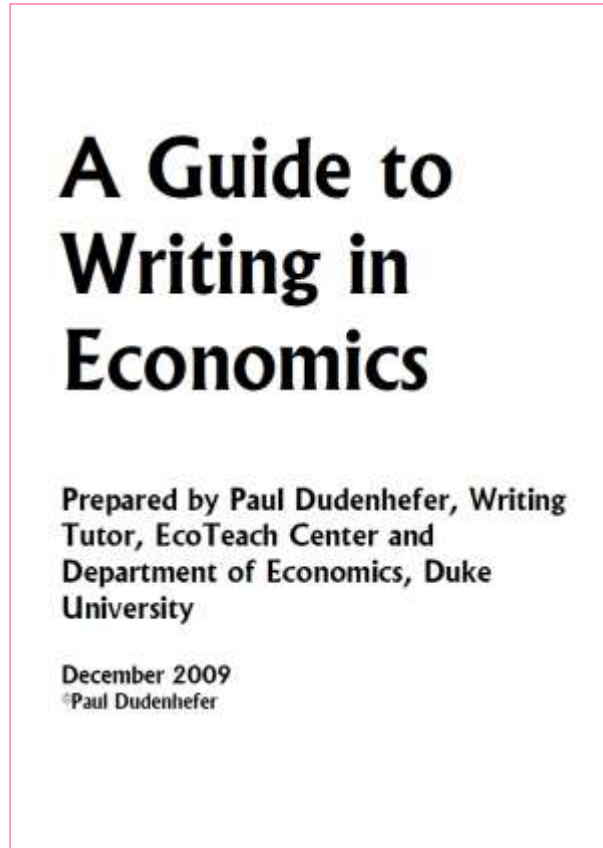 A Guide to
Writing in
Economics
Prepared by Paul Dudenhefer, Writing
Tutor, EcoTeach Center and
Department of Economics, Duke
University
December 2009
©Paul Dudenhefer